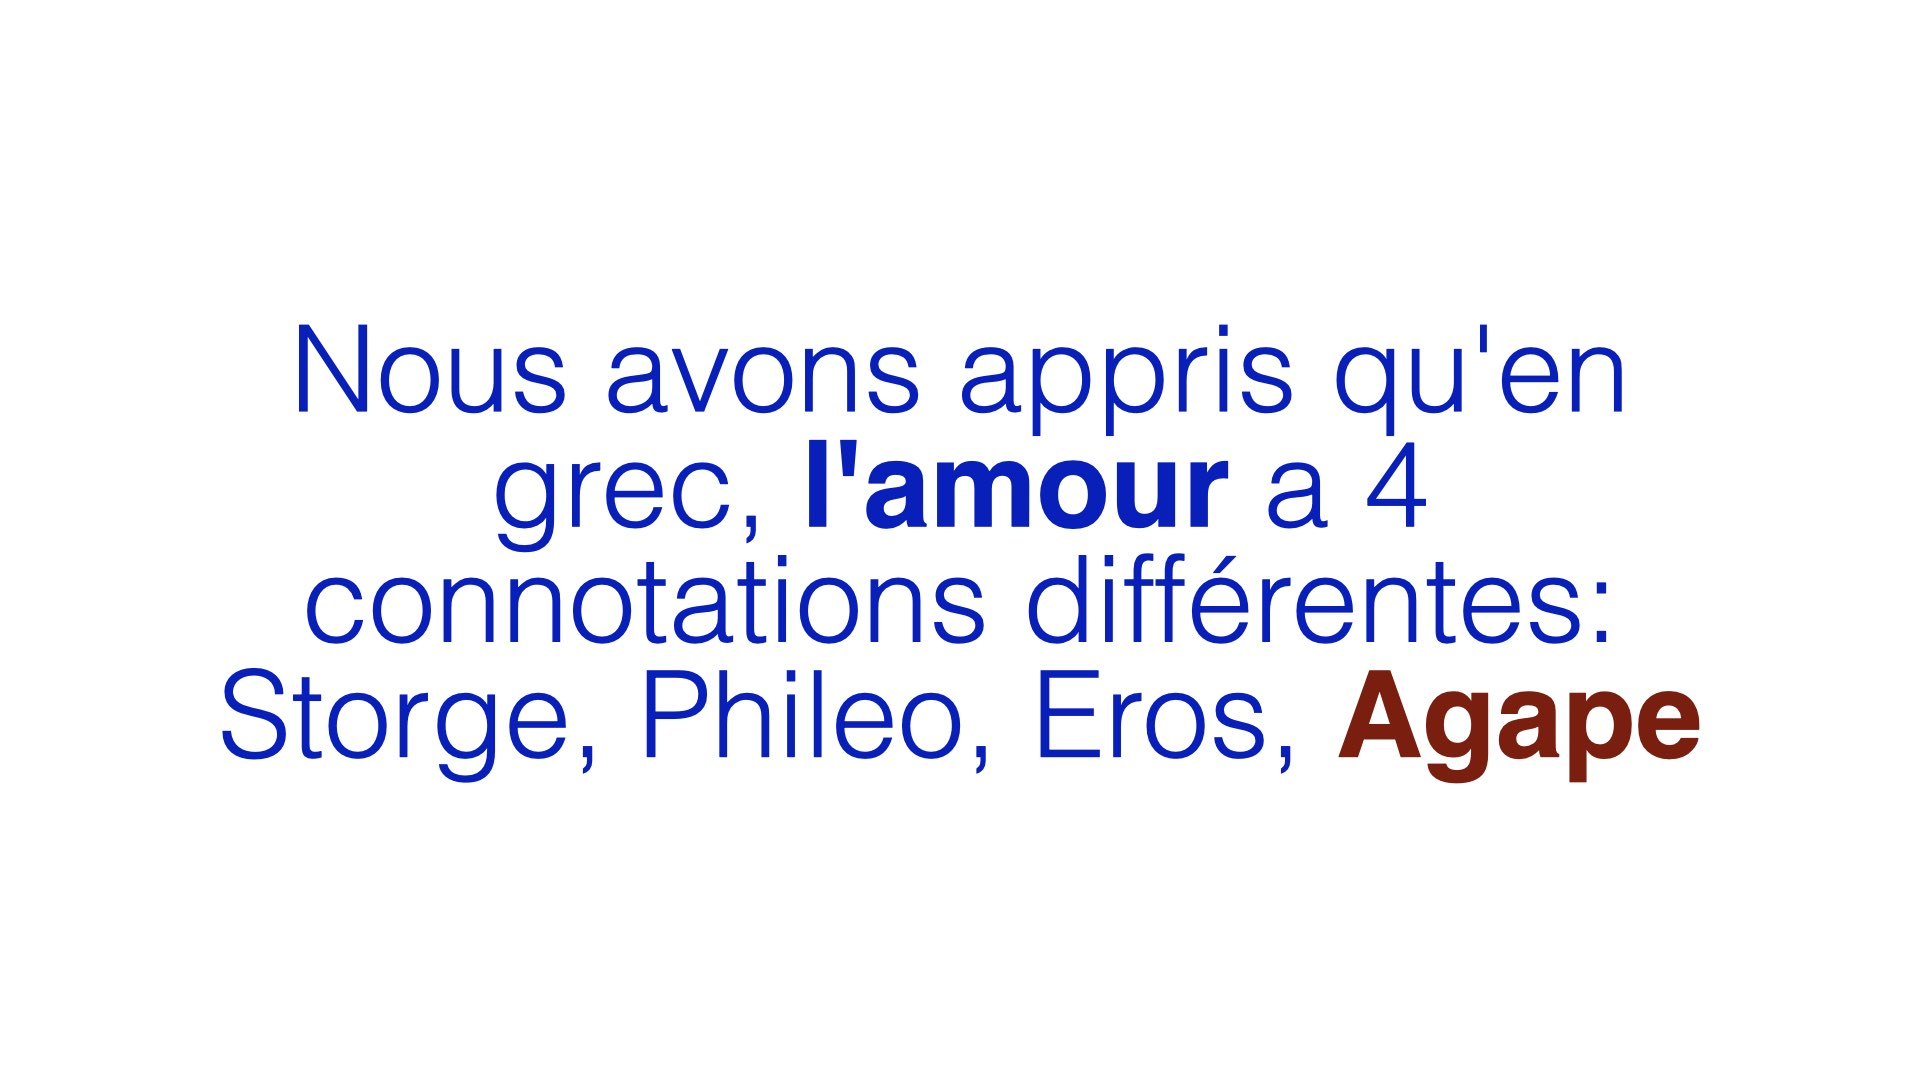 Nous avons appris qu'en
grec, l'amour a 4
connotations différentes:
Storge, Phileo, Eros, Agape